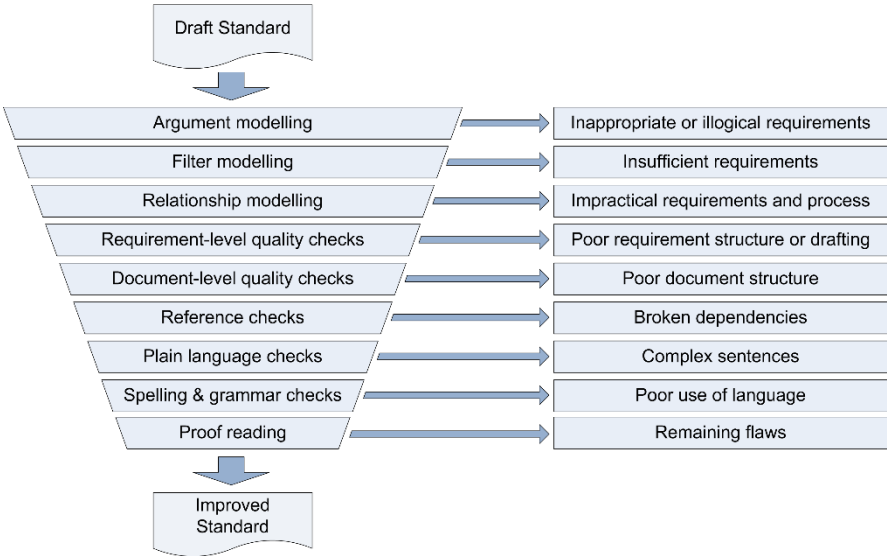 Draft Standard
Argument modelling
Inappropriate or illogical requirements
Filter modelling
Insufficient requirements
Relationship modelling
Impractical requirements and process
Requirement-level quality checks
Poor requirement structure or drafting
Document-level quality checks
Poor document structure
Reference checks
Broken dependencies
Plain language checks
Complex sentences
Spelling & grammar checks
Poor use of language
Proof reading
Remaining flaws
Improved
Standard